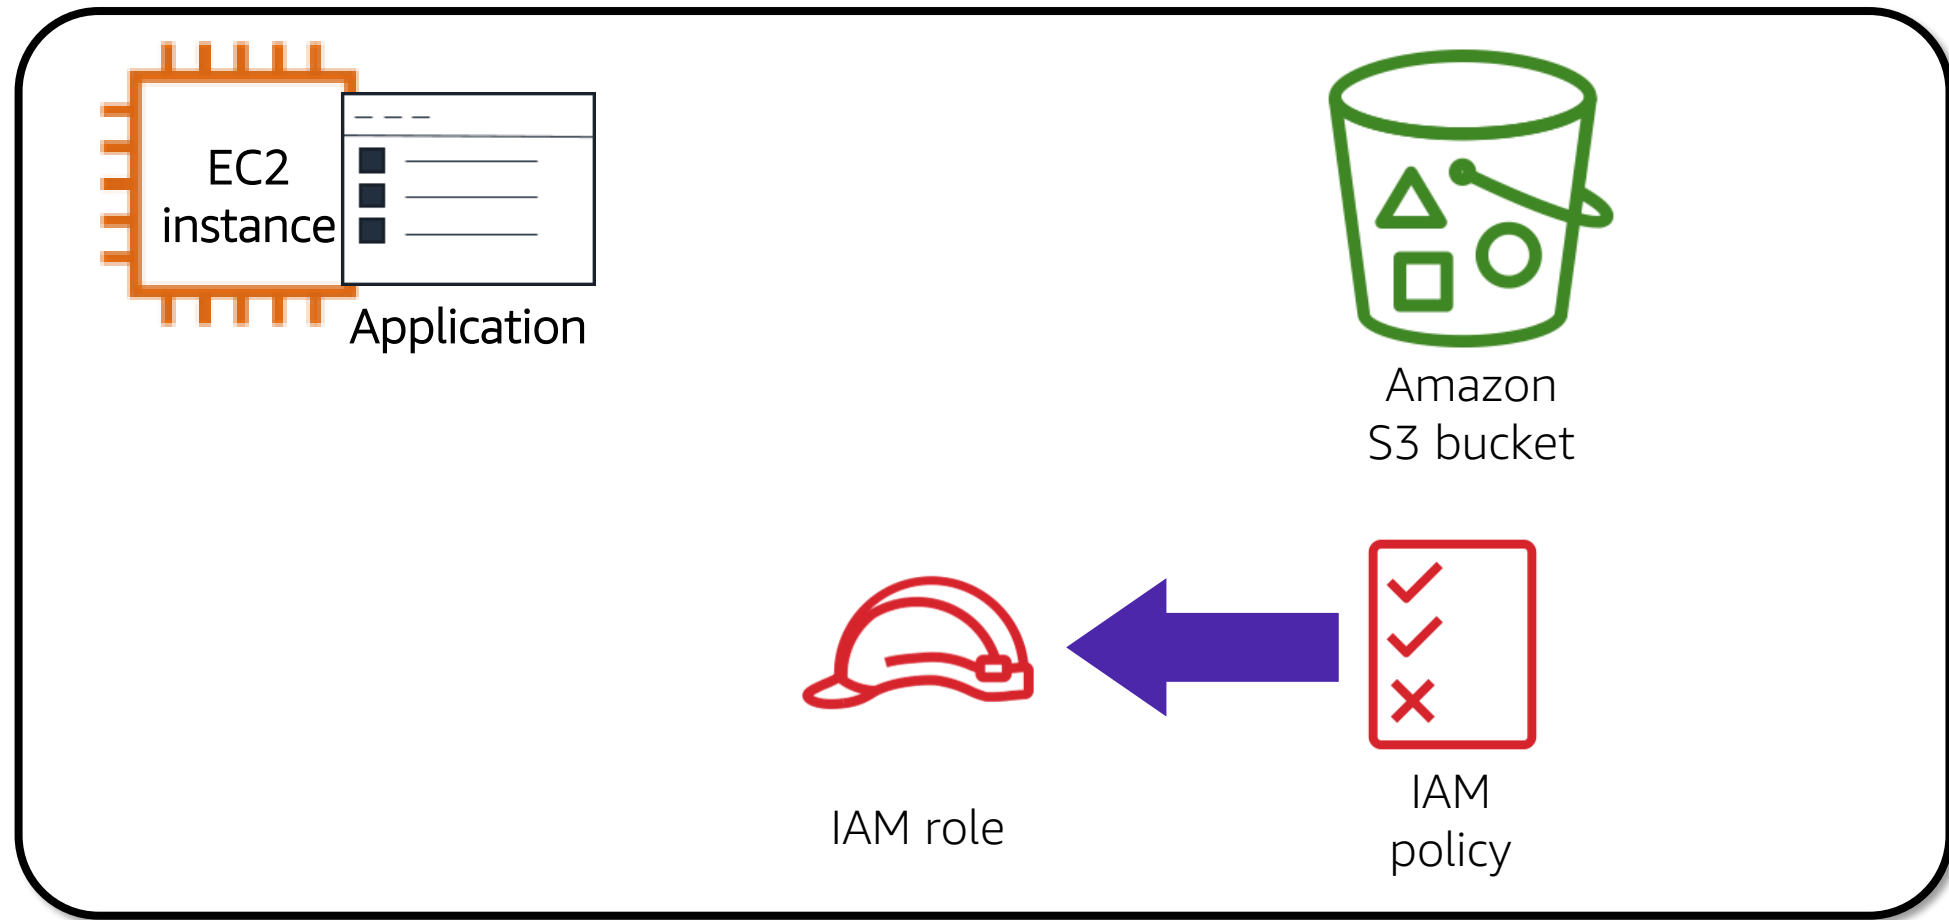 EC2
instance
Application
Amazon
S3 bucket
IAM role
IAM
policy